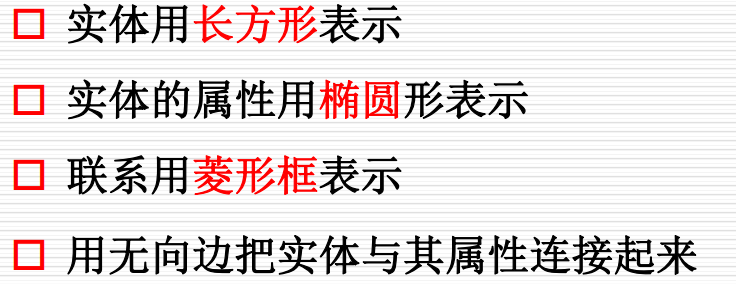 实体用长方形表示
实体的属性用椭圆形表示
联系用菱形框表示
用无向边把实体与其属性连接起来